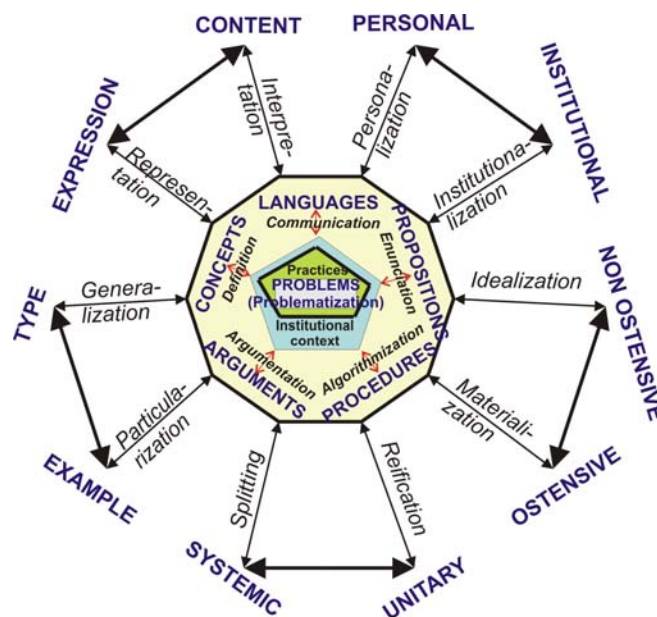 CONTENT
PERSONAL
EXPRESSION
INSTITUTIONAL
Interpre-
tation
Persona-
lization
Represen-
tation
Instituciona-
lization
LANGUAGES
Communication
CONCEPTS
Definition
PROPOSITIONS
Enunciation
Practices
PROBLEMS
(Problematization)
Institutional
context
TYPE
Genera-
lization
Idealization
NON OSTENSIVE
Argumentation
ARGUMENTS
Algorithmization
PROCEDURES
Particula-
rization
Materiali-
zation
EXAMPLE
OSTENSIVE
Splitting
Reification
SYSTEMIC
UNITARY